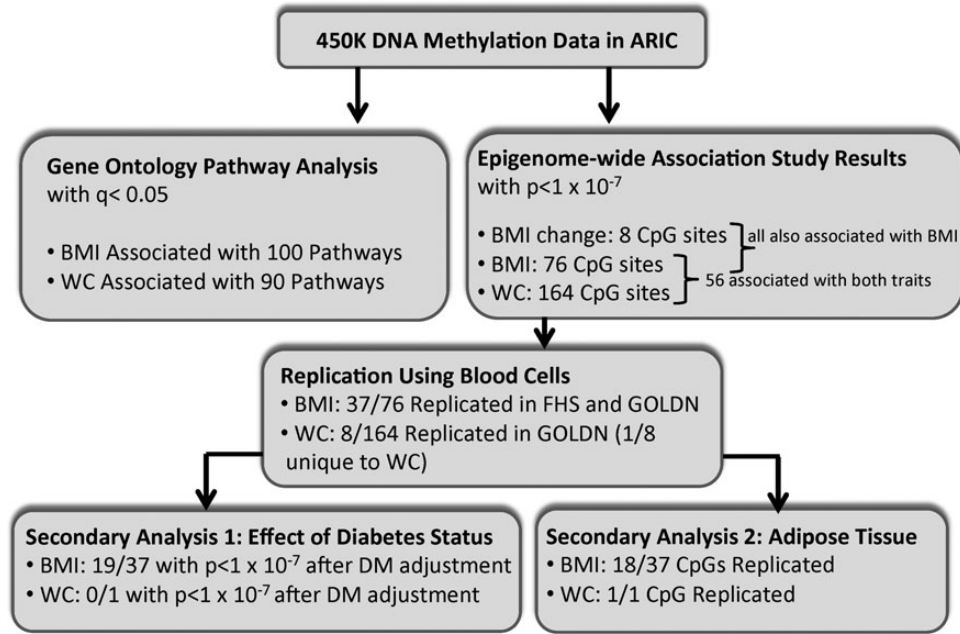 450K DNA Methylation Data in ARIC
Gene Ontology Pathway Analysis
with q< 0.05
• BMI Associated with 100 Pathways
• WC Associated with 90 Pathways
Epigenome-wide Association Study Results
with p<1 x 10⁻⁷
• BMI change: 8 CpG sites
all also associated with BMI
• BMI: 76 CpG sites
56 associated with both traits
• WC: 164 CpG sites
Replication Using Blood Cells
• BMI: 37/76 Replicated in FHS and GOLDN
• WC: 8/164 Replicated in GOLDN (1/8
unique to WC)
Secondary Analysis 1: Effect of Diabetes Status
• BMI: 19/37 with p<1 x 10⁻⁷ after DM adjustment
• WC: 0/1 with p<1 x 10⁻⁷ after DM adjustment
Secondary Analysis 2: Adipose Tissue
• BMI: 18/37 CpGs Replicated
• WC: 1/1 CpG Replicated